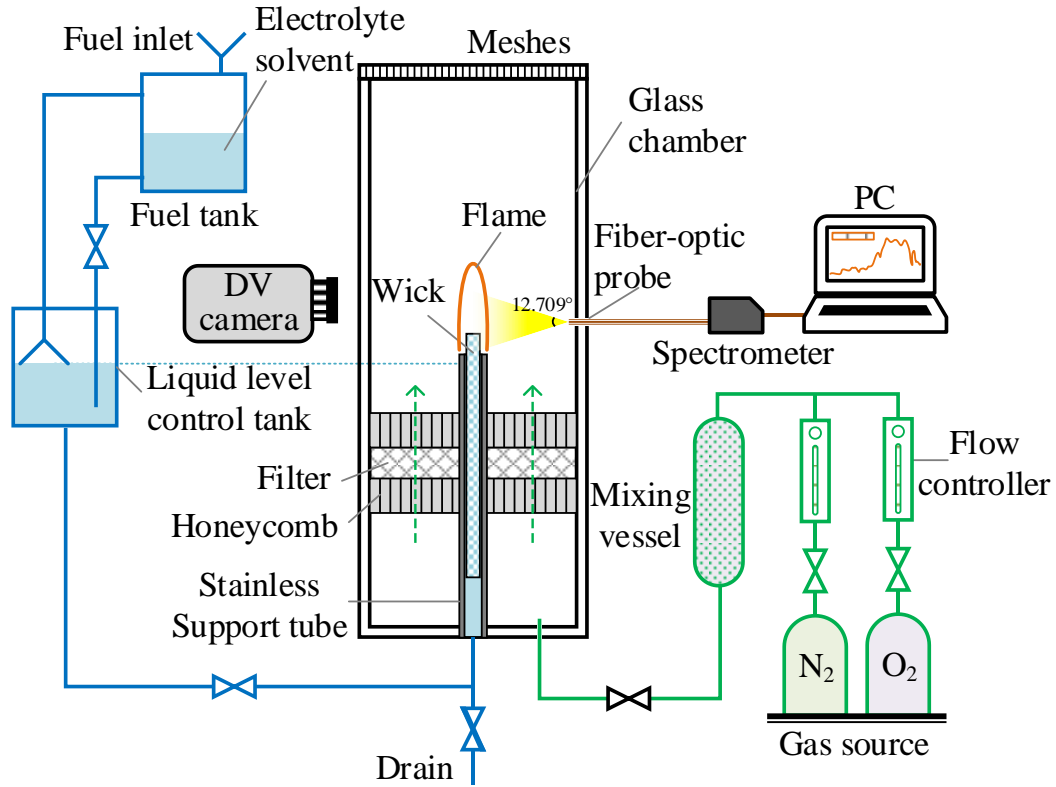 Fuel inlet
Electrolyte
solvent
Meshes
Glass
chamber
Fuel tank
Flame
Fiber-optic
probe
PC
DV
camera
Wick
12.709°
Spectrometer
Liquid level
control tank
Filter
Honeycomb
Mixing
vessel
Flow
controller
Stainless
Support tube
N₂
O₂
Gas source
Drain